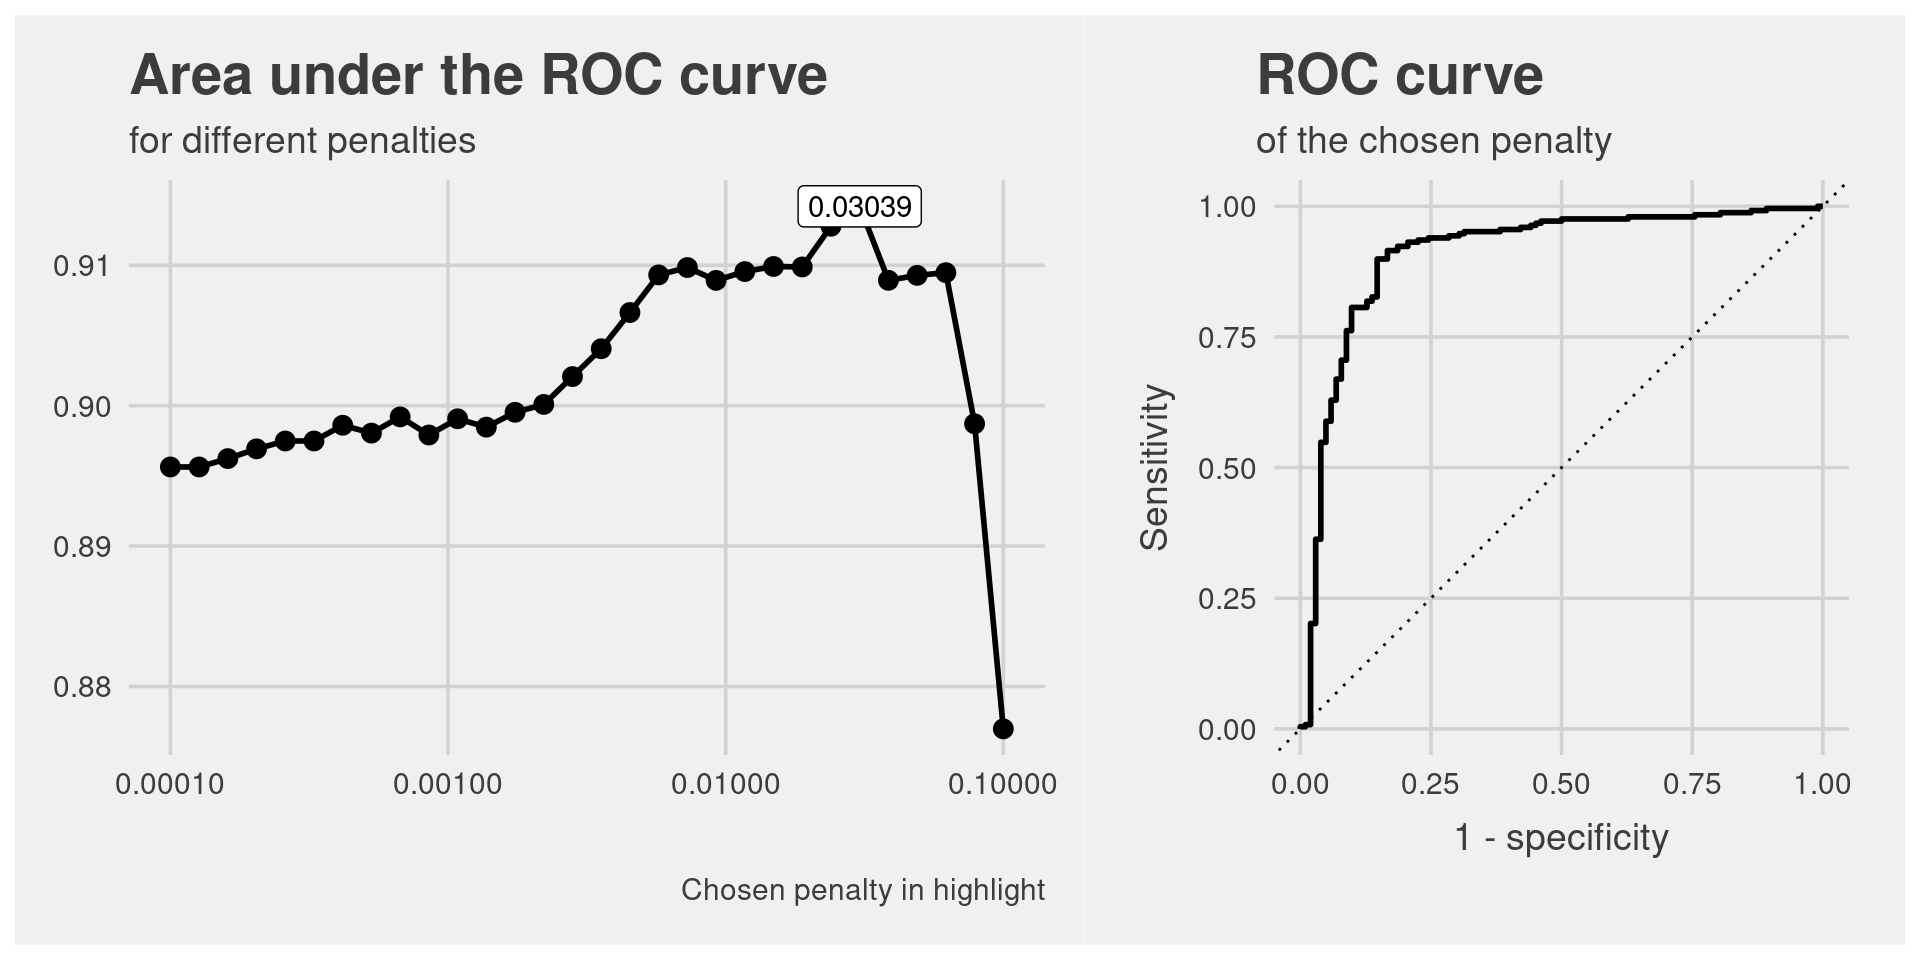 Area under the ROC curve
for different penalties
0.03039
0.91
0.90
0.89
0.88
0.00010 0.00100 0.01000 0.10000
Chosen penalty in highlight
ROC curve
of the chosen penalty
Sensitivity
1.00
0.75
0.50
0.25
0.00
0.00 0.25 0.50 0.75 1.00
1 - specificity